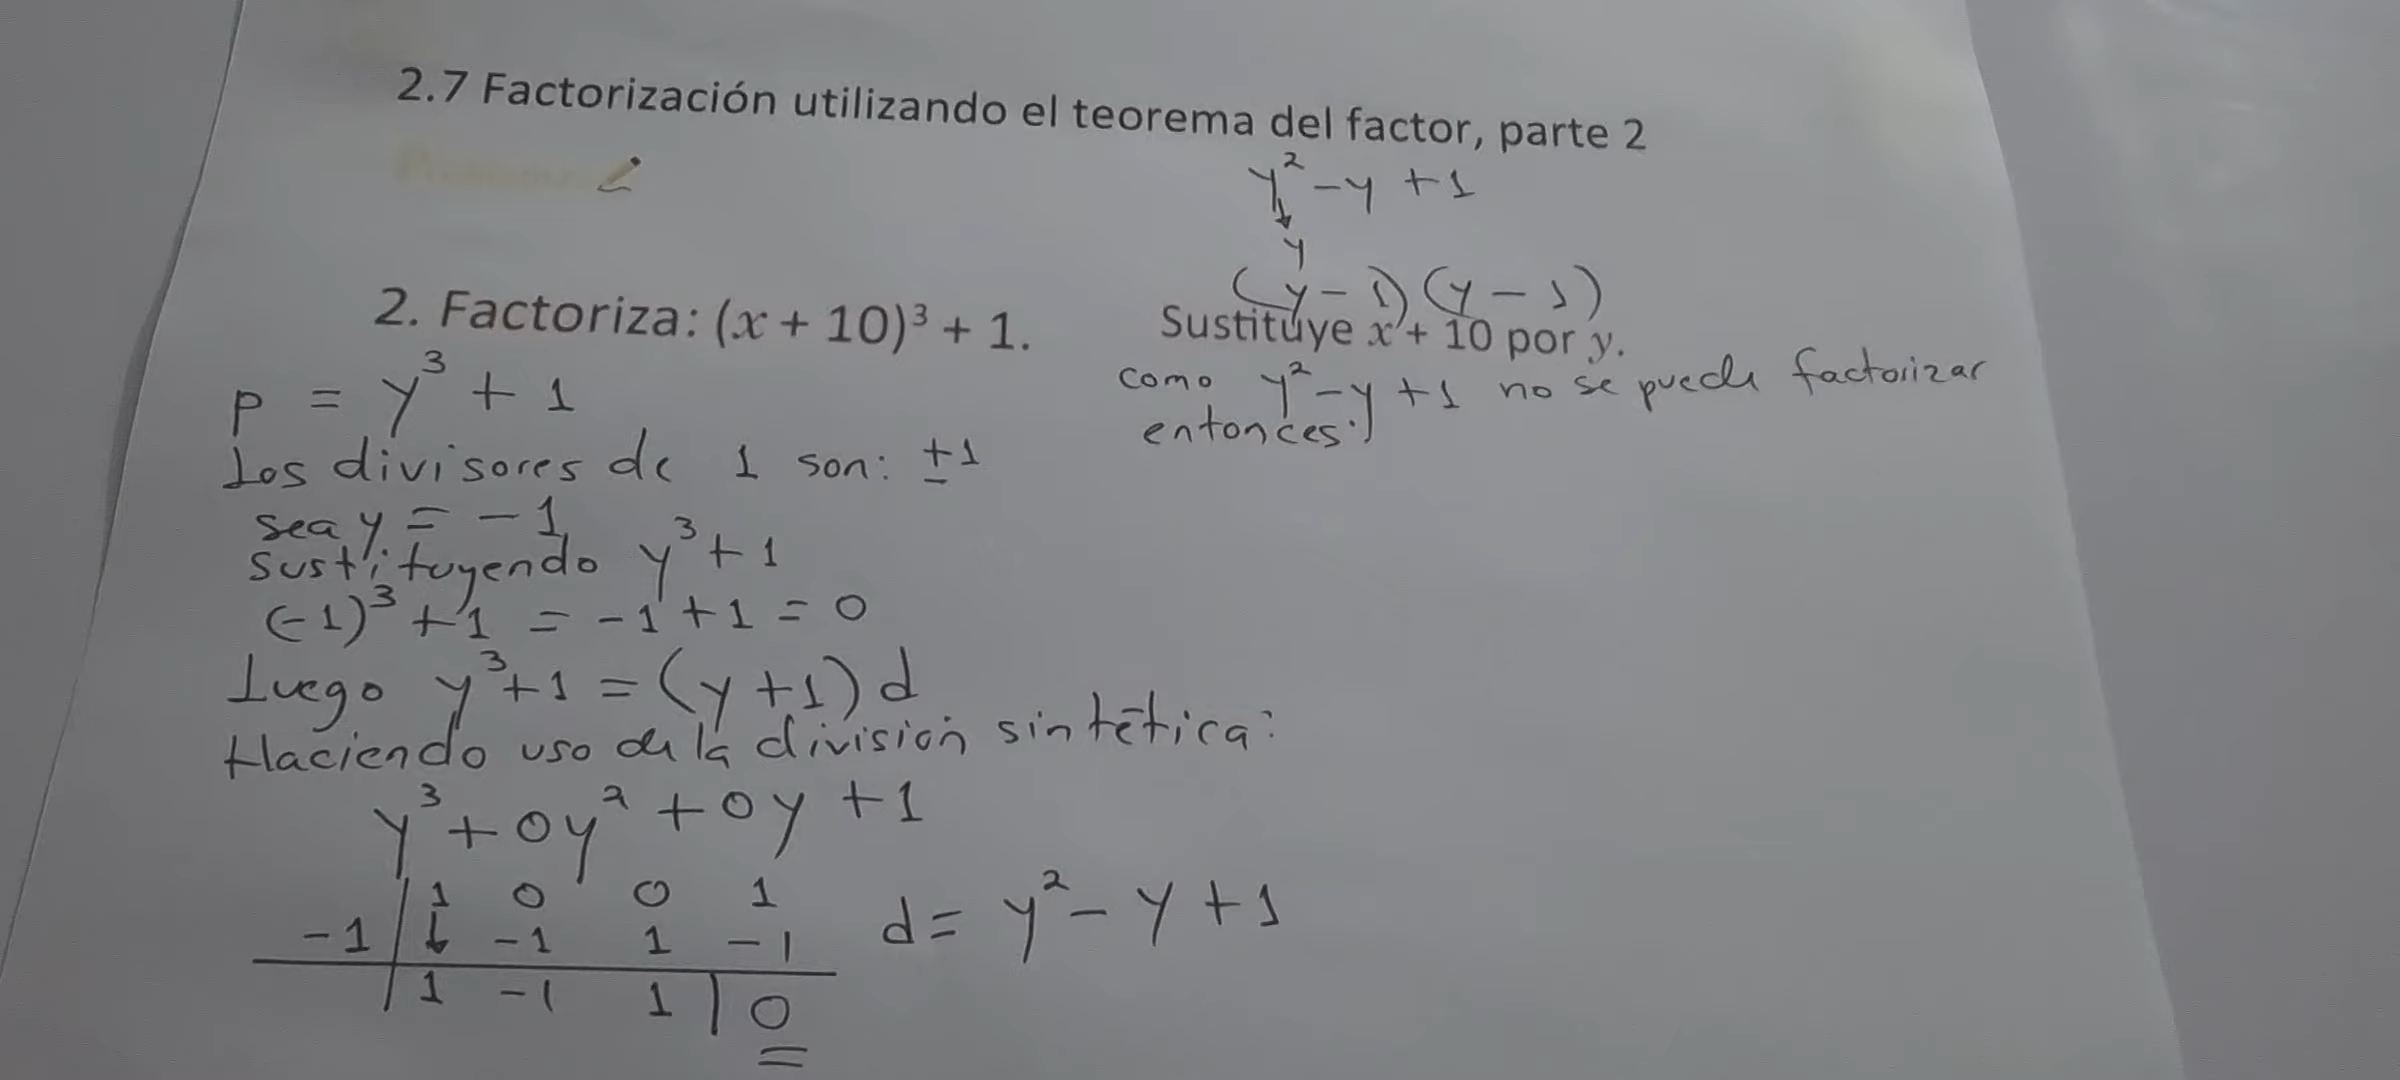 2.7 Factorización utilizando el teorema del factor, parte 2
2. Factoriza: (x + 10)³ + 1.
p = y³ + 1
Los divisores de 1 son: ±1
sea y = -1
Sustituyendo y³ + 1
(-1)³ + 1 = -1 + 1 = 0
Luego y³+1 = (y+1) d
Haciendo uso de la división sintética:
y³ + 0y² + 0y + 1
1 0 0 1
-1 ↓ -1 1 -1
1 -1 1 0
d = y² - y + 1
y² - y + 1
↓
y
(y - 1) (y - 1)
Sustituye x + 10 por y.
como y² - y + 1 no se puede factorizar
entonces: